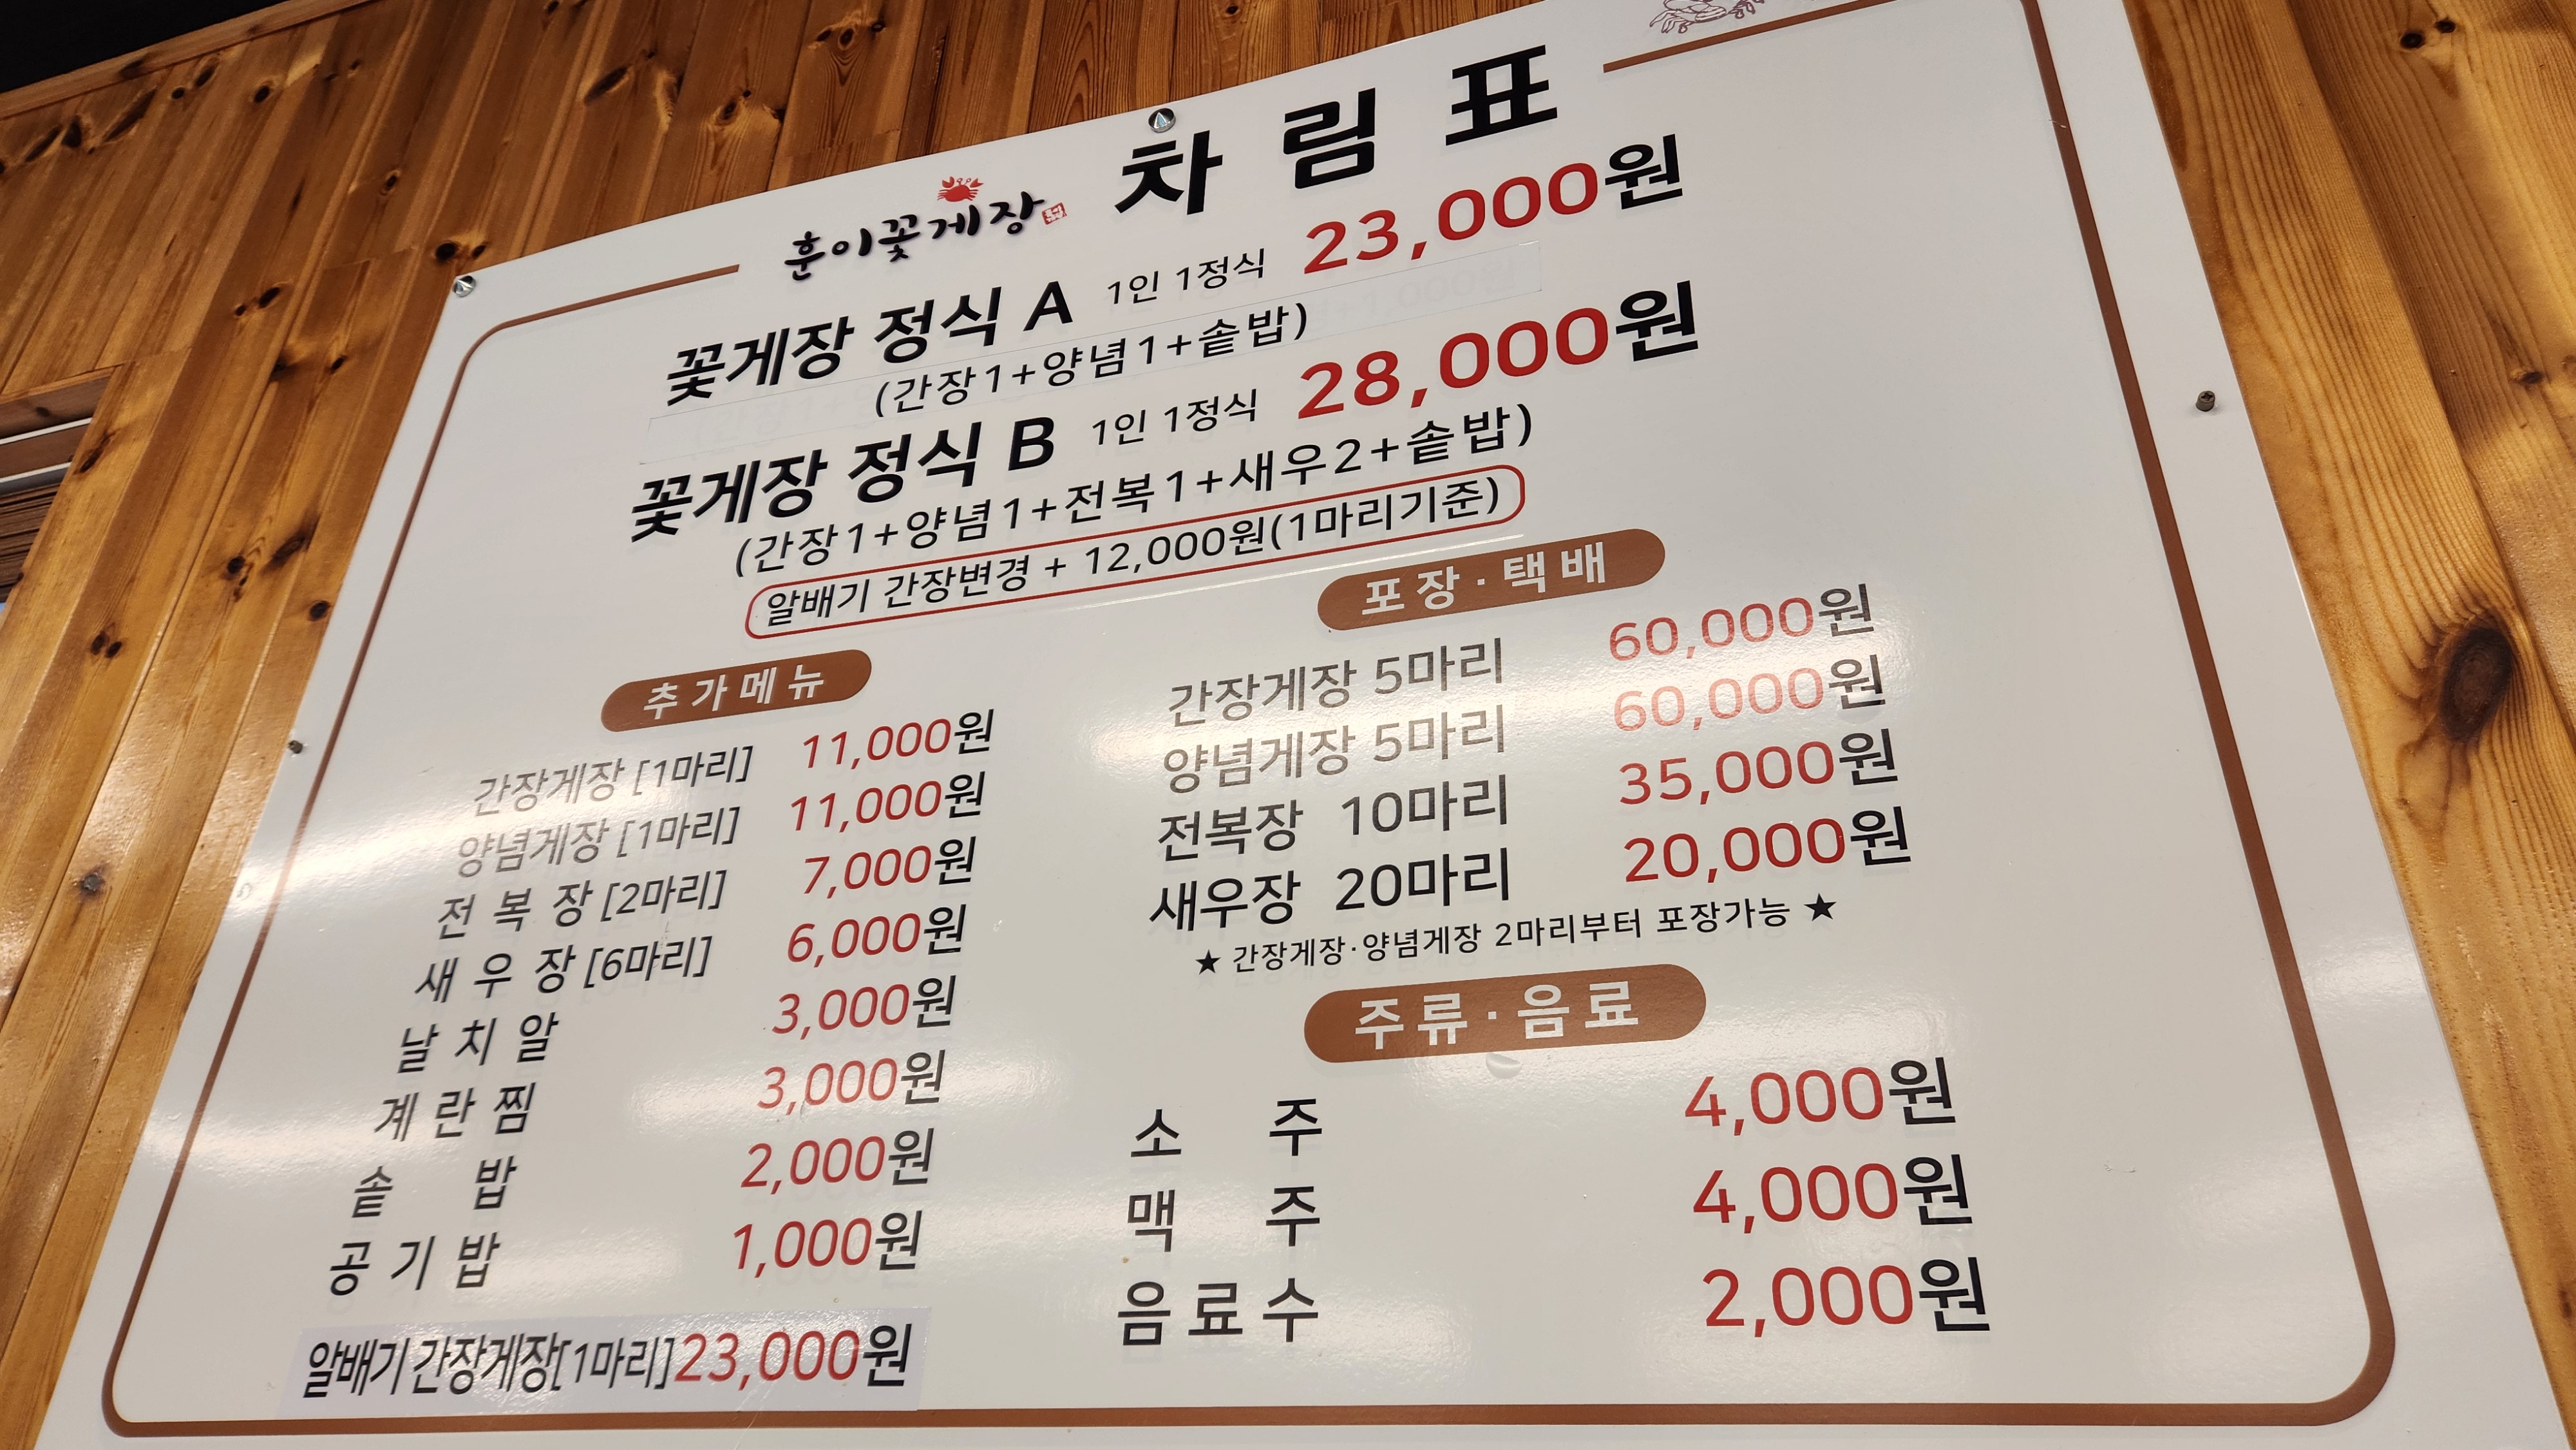 훈이꽃게장 차림표
꽃게장 정식 A 1인 1정식 23,000원
(간장1+양념1+솥밥)
꽃게장 정식 B 1인 1정식 28,000원
(간장1+양념1+전복1+새우2+솥밥)
알배기 간장변경 + 12,000원(1마리기준)
추가메뉴
간장게장 [1마리] 11,000원
양념게장 [1마리] 11,000원
전복장 [2마리] 7,000원
새우장 [6마리] 6,000원
날치알 3,000원
계란찜 3,000원
솥밥 2,000원
공기밥 1,000원
알배기 간장게장[1마리] 23,000원
포장·택배
간장게장 5마리 60,000원
양념게장 5마리 60,000원
전복장 10마리 35,000원
새우장 20마리 20,000원
★ 간장게장·양념게장 2마리부터 포장가능 ★
주류·음료
소주 4,000원
맥주 4,000원
음료수 2,000원